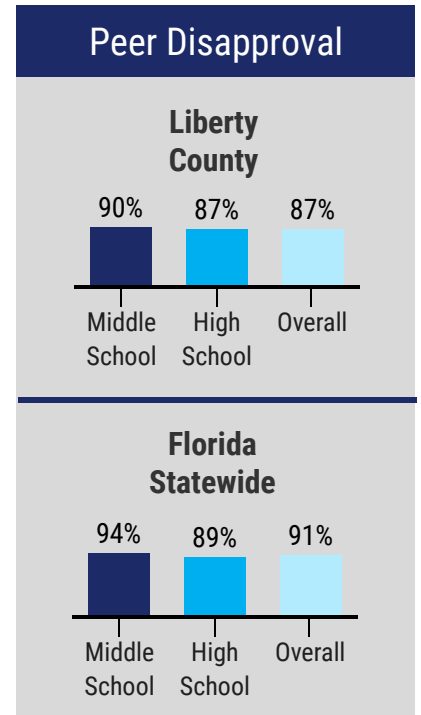 Peer Disapproval
Liberty
County
90% 87% 87%
Middle High Overall
School School
Florida
Statewide
94% 89% 91%
Middle High Overall
School School